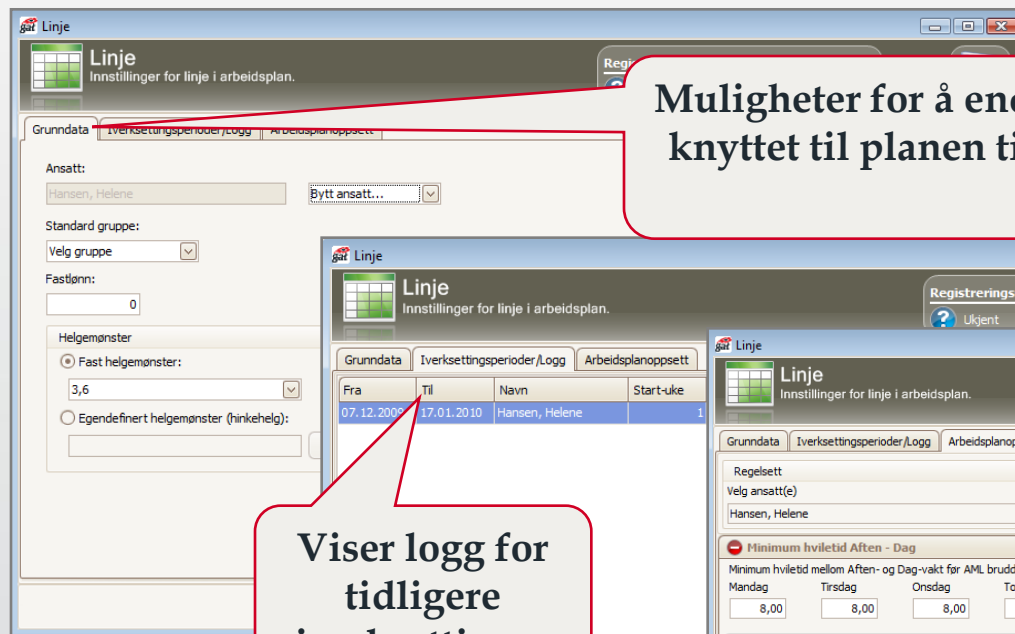 gat Linje
Linje
Innstillinger for linje i arbeidsplan.
Muligheter for å
knyttet til planen
Grunndata
Iverksettingsperioder/Logg
Arbeidsplanoppsett
Ansatt:
Hansen, Helene
Bytt ansatt...
Standard gruppe:
Velg gruppe
Fastlønn:
0
Helgemønster
Fast helgemønster:
3,6
Egendefinert helgemønster (hinkehelg):
gat Linje
Linje
Innstillinger for linje i arbeidsplan.
Ukjent
Grunndata Iverksettingsperioder/Logg Arbeidsplanoppsett
Fra Til Navn Start-uke
07.12.2009 17.01.2010 Hansen, Helene 1
Viser logg for
tidligere
gat Linje
Linje
Innstillinger for linje i arbeidsplan.
Grunndata Iverksettingsperioder/Logg
Regelsett
Velg ansatt(e)
Hansen, Helene
Minimum hviletid Aften - Dag
Minimum hviletid mellom Aften- og Dag-vakt før AML brudd
Mandag Tirsdag Onsdag
8,00 8,00 8,00